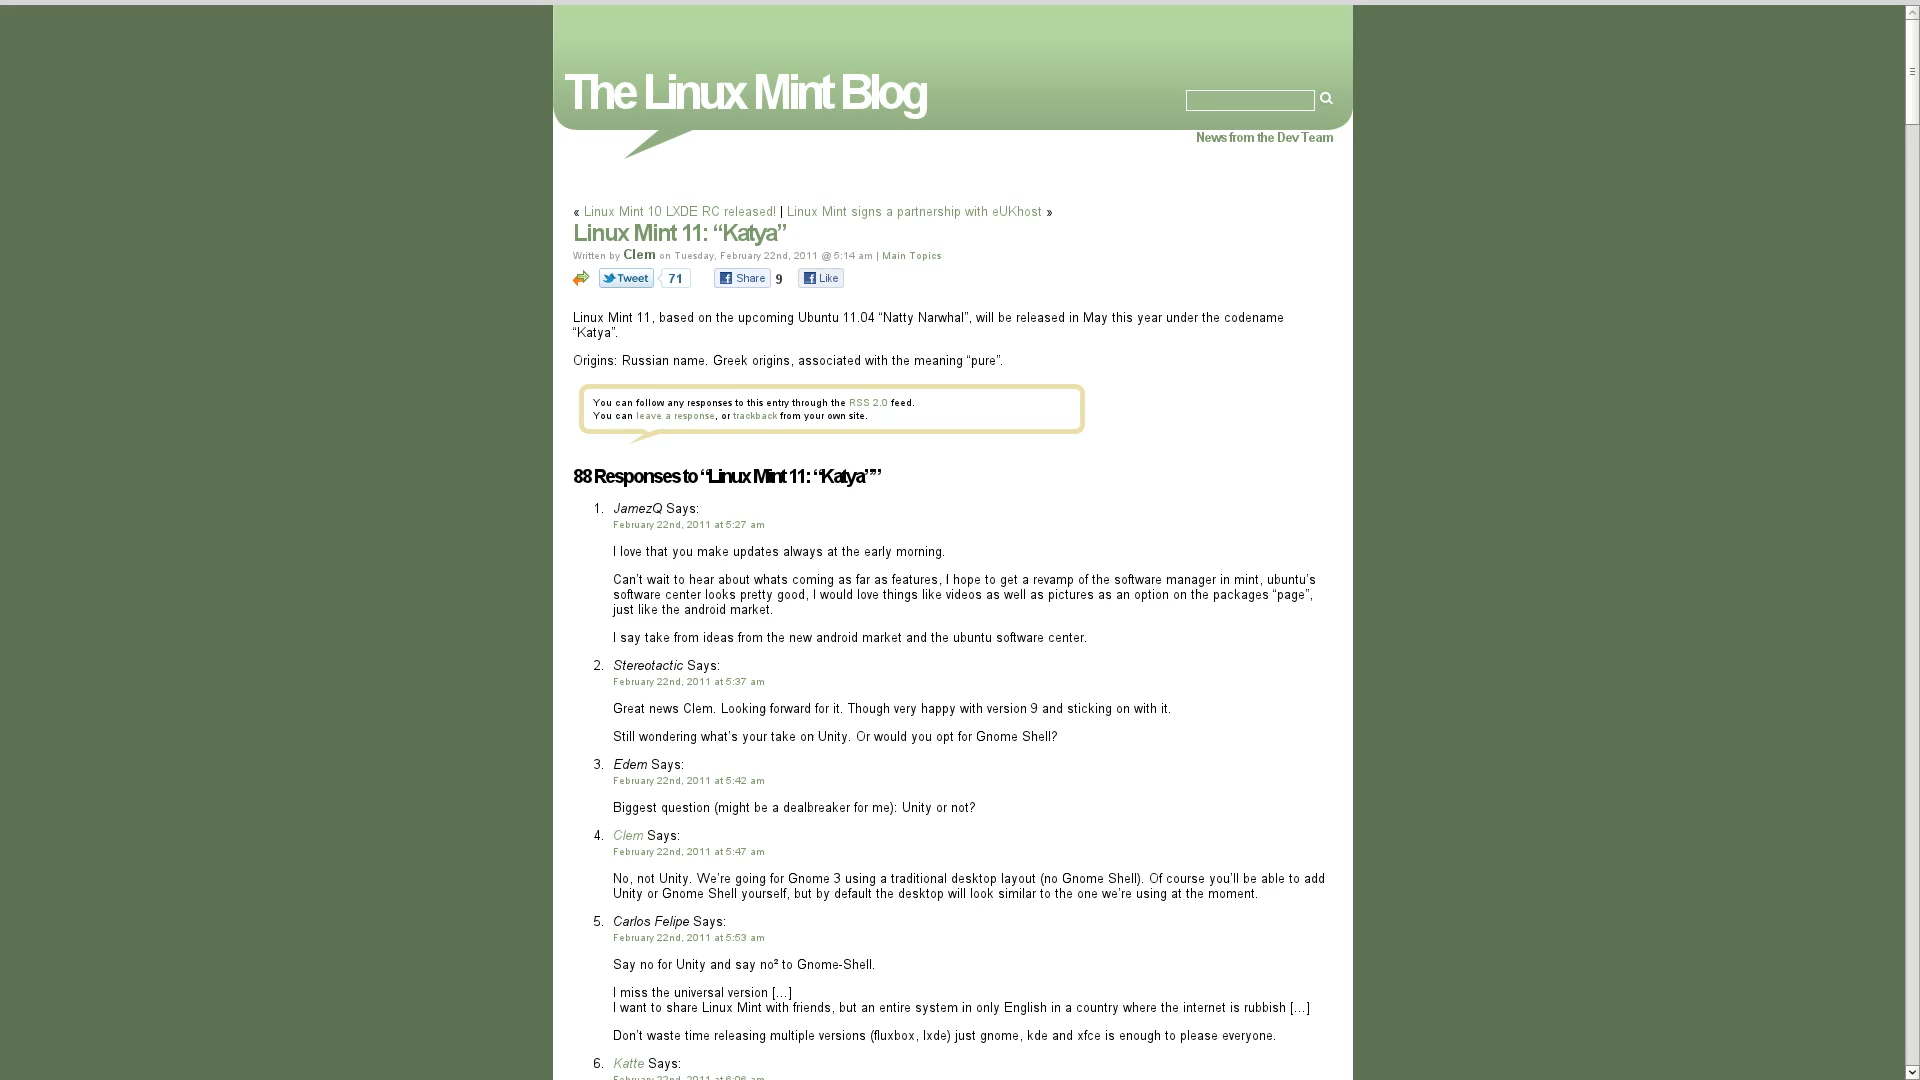 The Linux Mint Blog
News from the Dev Team
« Linux Mint 10 LXDE RC released! | Linux Mint signs a partnership with eUKhost »
Linux Mint 11: “Katya”
Written by Clem on Tuesday, February 22nd, 2011 @ 5:14 am | Main Topics
Tweet 71 Share 9 Like
Linux Mint 11, based on the upcoming Ubuntu 11.04 “Natty Narwhal”, will be released in May this year under the codename
“Katya”.
Origins: Russian name. Greek origins, associated with the meaning “pure”.
You can follow any responses to this entry through the RSS 2.0 feed.
You can leave a response, or trackback from your own site.
88 Responses to “Linux Mint 11: “Katya””
1. JamezQ Says:
February 22nd, 2011 at 5:27 am
I love that you make updates always at the early morning.
Can’t wait to hear about whats coming as far as features, I hope to get a revamp of the software manager in mint, ubuntu’s
software center looks pretty good, I would love things like videos as well as pictures as an option on the packages “page”,
just like the android market.
I say take from ideas from the new android market and the ubuntu software center.
2. Stereotactic Says:
February 22nd, 2011 at 5:37 am
Great news Clem. Looking forward for it. Though very happy with version 9 and sticking on with it.
Still wondering what’s your take on Unity. Or would you opt for Gnome Shell?
3. Edem Says:
February 22nd, 2011 at 5:42 am
Biggest question (might be a dealbreaker for me): Unity or not?
4. Clem Says:
February 22nd, 2011 at 5:47 am
No, not Unity. We’re going for Gnome 3 using a traditional desktop layout (no Gnome Shell). Of course you’ll be able to add
Unity or Gnome Shell yourself, but by default the desktop will look similar to the one we’re using at the moment.
5. Carlos Felipe Says:
February 22nd, 2011 at 5:53 am
Say no for Unity and say no² to Gnome-Shell.
I miss the universal version […]
I want to share Linux Mint with friends, but an entire system in only English in a country where the internet is rubbish […]
Don’t waste time releasing multiple versions (fluxbox, lxde) just gnome, kde and xfce is enough to please everyone.
6. Katte Says:
February 22nd, 2011 at 6:06 am